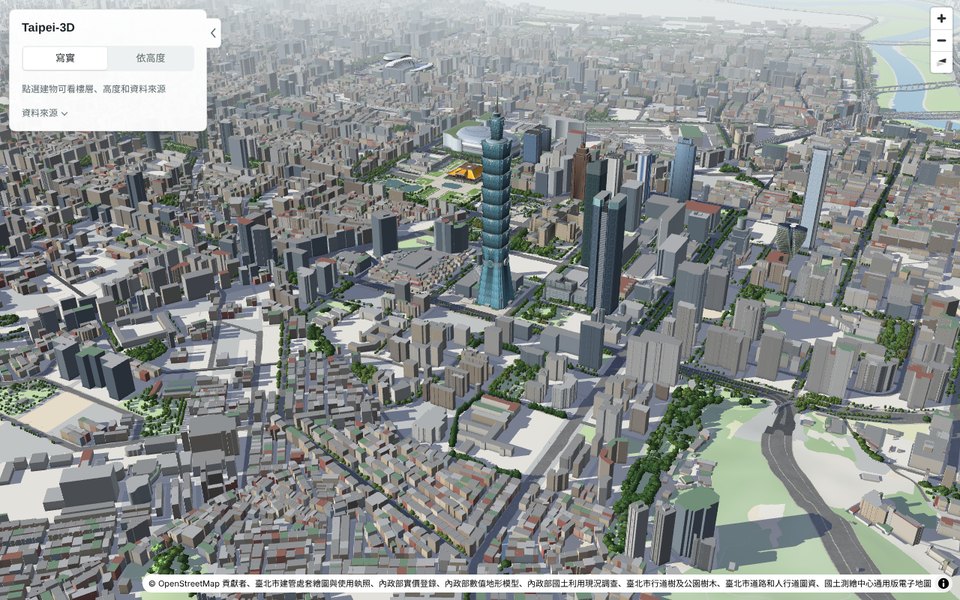 Taipei-3D
寫實 依高度
點選建物可看樓層、高度和資料來源
資料來源
© OpenStreetMap 貢獻者、臺北市建管處套繪圖與使用執照、內政部實價登錄、內政部數值地形模型、內政部國土利用現況調查、臺北市行道樹及公園樹木、臺北市道路和人行道圖資、國土測繪中心通用版電子地圖